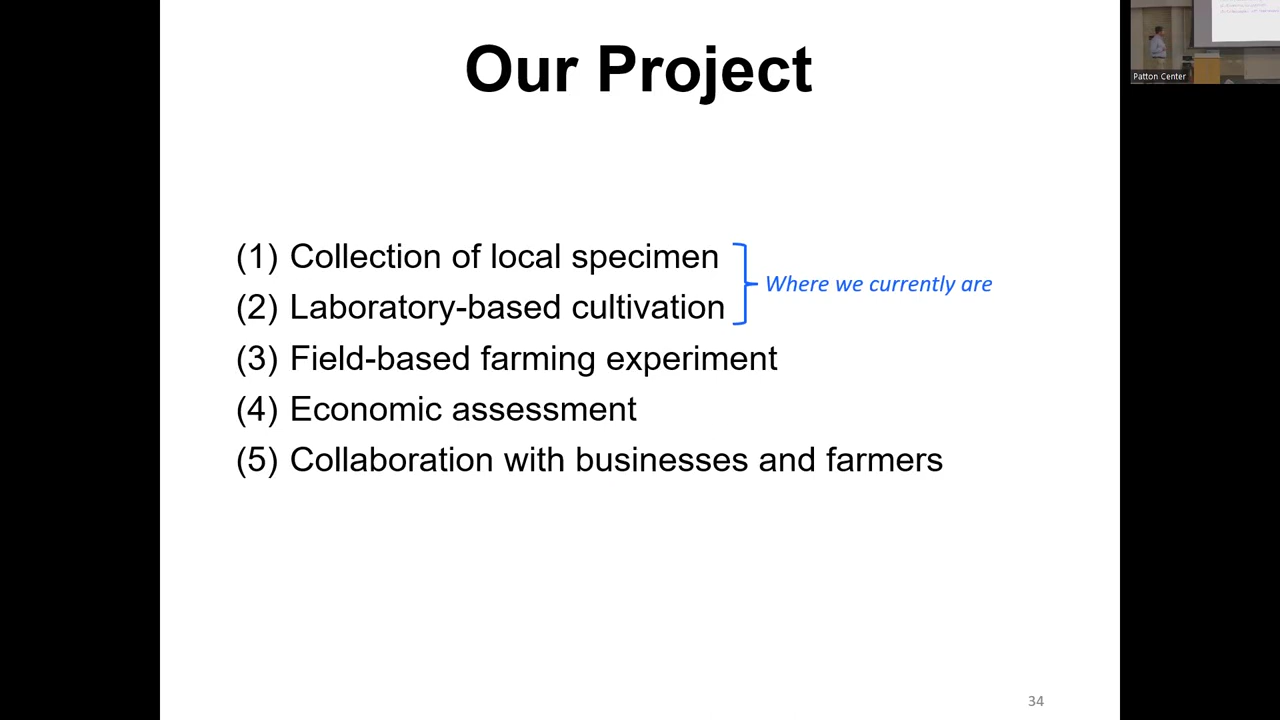 Our Project
Patton Center
(1) Collection of local specimen
(2) Laboratory-based cultivation
Where we currently are
(3) Field-based farming experiment
(4) Economic assessment
(5) Collaboration with businesses and farmers
34